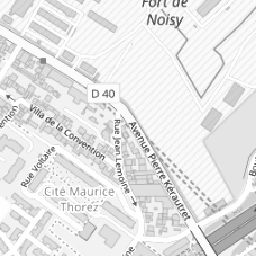 Fort de
Noisy
D 40
Avenue Pierre Kérautret
Rue Jean Lemoine
Villa de la Convention
Rue Voltaire
Cité Maurice
Thorez